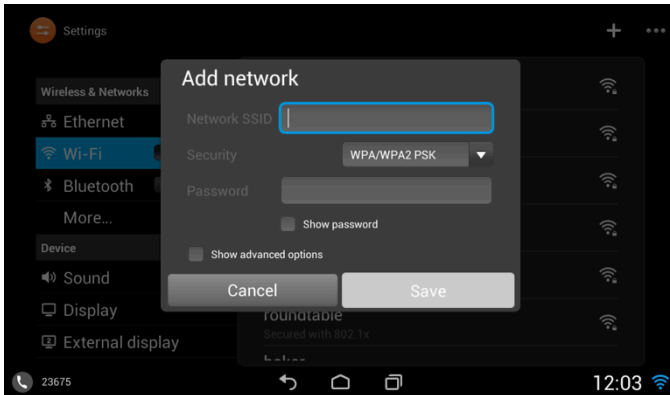 Settings
Add network
Wireless & Networks
Network SSID
Ethernet
Wi-Fi
Security
WPA/WPA2 PSK
Bluetooth
Password
More...
Show password
Device
Show advanced options
Sound
Cancel
Save
Display
roundtable
Secured with 802.1x
External display
23675
12:03